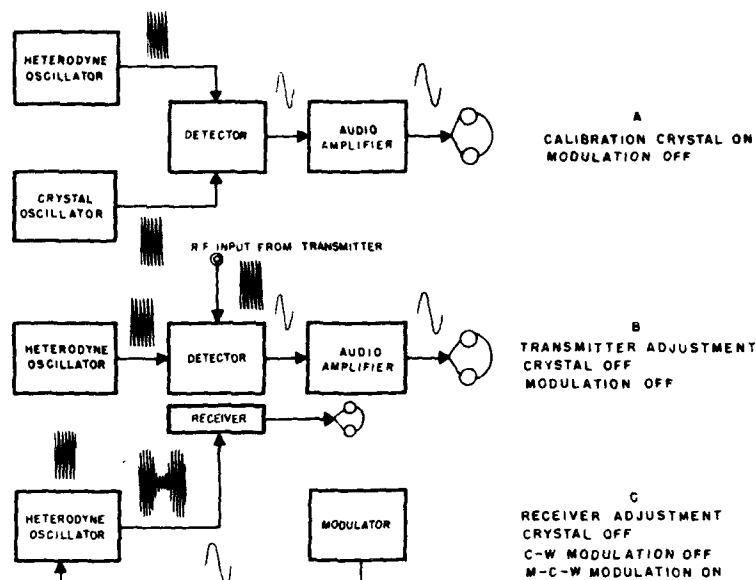 HETERODYNE
OSCILLATOR
DETECTOR
AUDIO
AMPLIFIER
CRYSTAL
OSCILLATOR
A
CALIBRATION CRYSTAL ON
MODULATION OFF
R F INPUT FROM TRANSMITTER
HETERODYNE
OSCILLATOR
DETECTOR
AUDIO
AMPLIFIER
B
TRANSMITTER ADJUSTMENT
CRYSTAL OFF
MODULATION OFF
RECEIVER
HETERODYNE
OSCILLATOR
MODULATOR
C
RECEIVER ADJUSTMENT
CRYSTAL OFF
C-W MODULATION OFF
M-C-W MODULATION ON